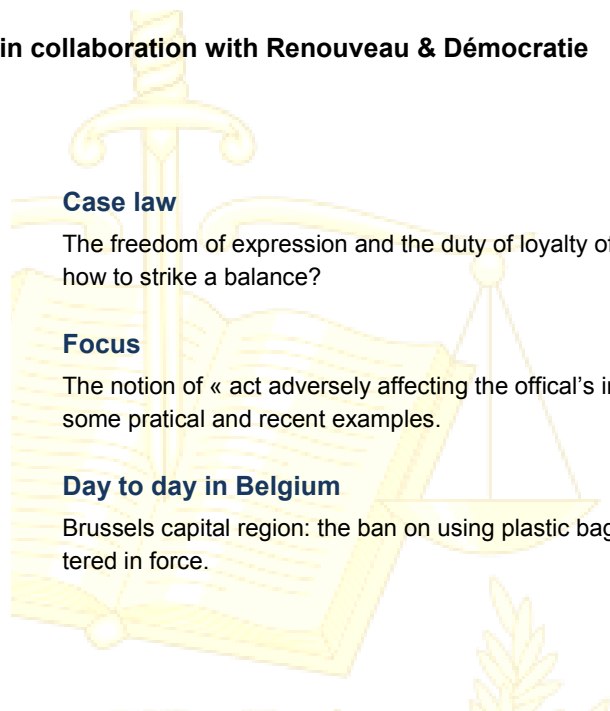 in collaboration with Renouveau & Démocratie
Case law
The freedom of expression and the duty of loyalty of
how to strike a balance?
Focus
The notion of « act adversely affecting the offical’s
some pratical and recent examples.
Day to day in Belgium
Brussels capital region: the ban on using plastic
tered in force.